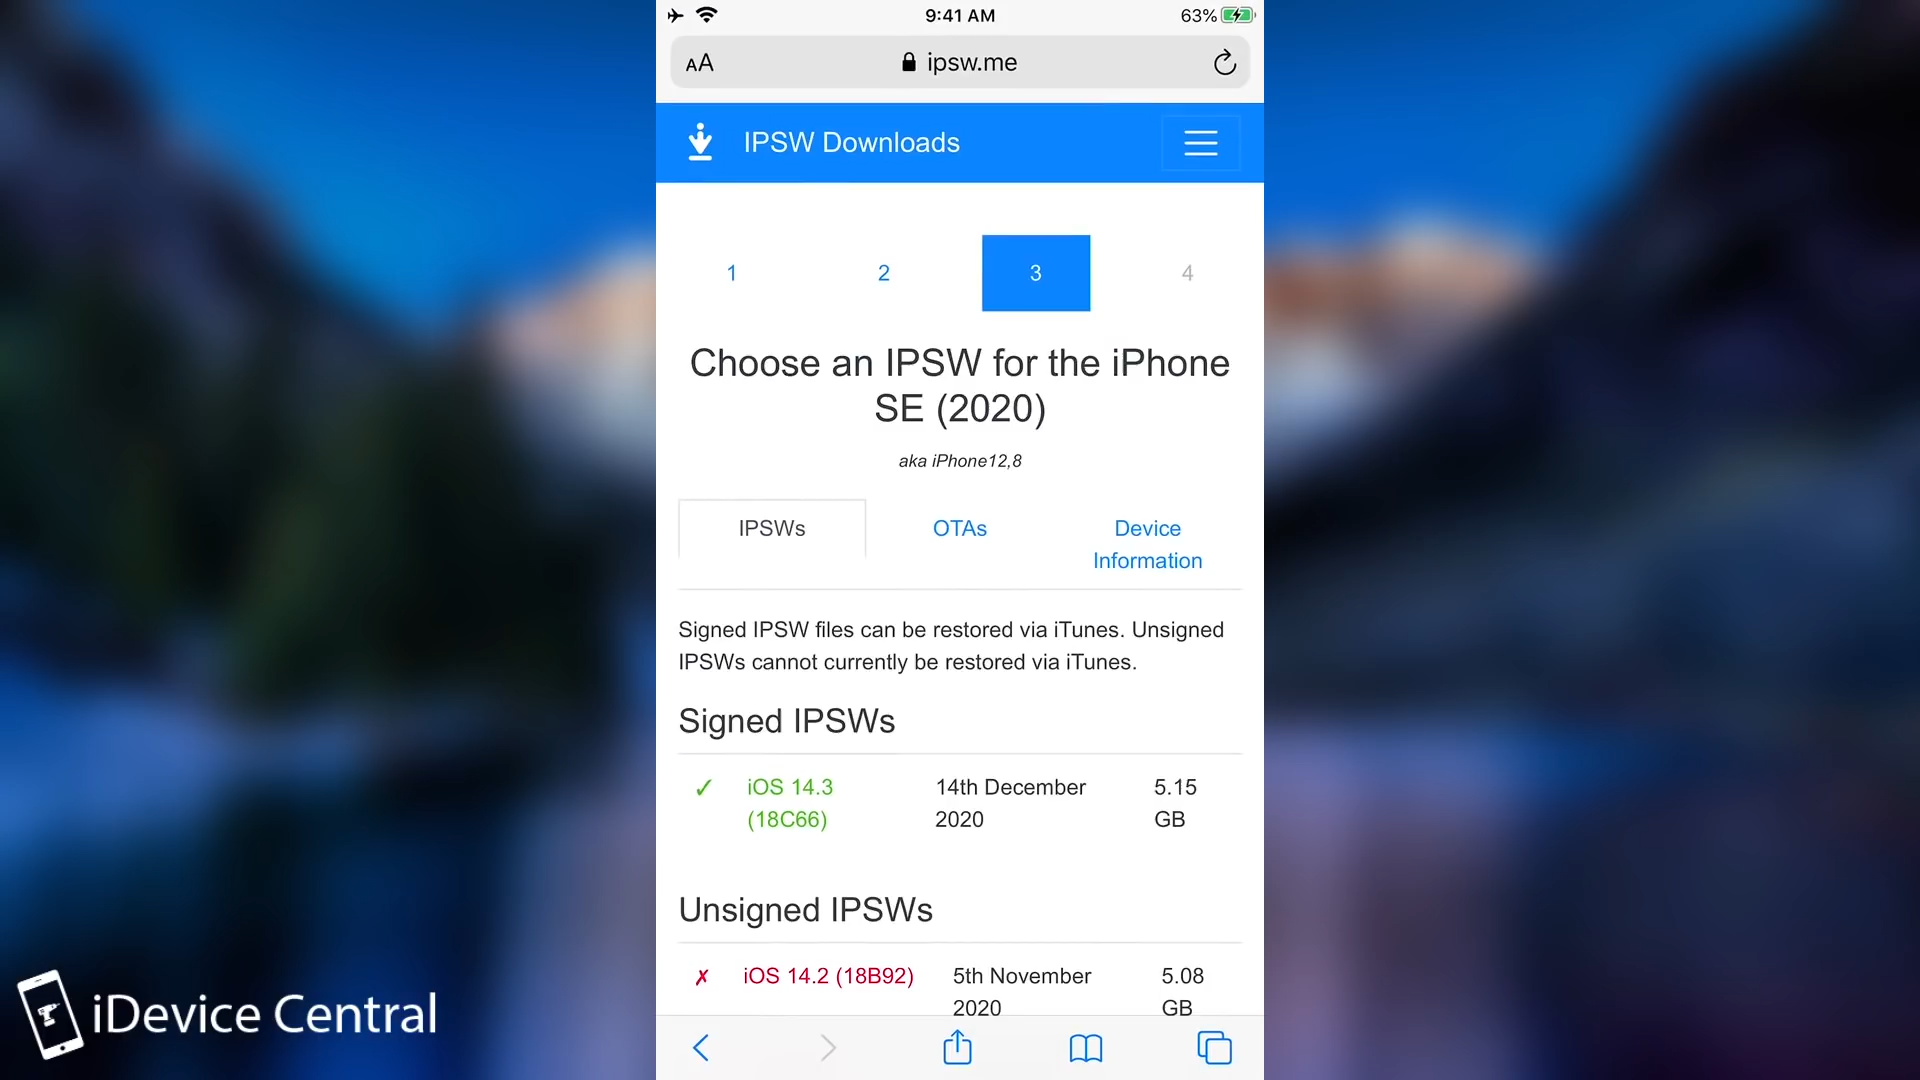 9:41 AM
63%
AA
ipsw.me
IPSW Downloads
1 2 3 4
Choose an IPSW for the iPhone
SE (2020)
aka iPhone12,8
IPSWs OTAs Device
Information
Signed IPSW files can be restored via iTunes. Unsigned
IPSWs cannot currently be restored via iTunes.
Signed IPSWs
✓ iOS 14.3 14th December 5.15
(18C66) 2020 GB
Unsigned IPSWs
✗ iOS 14.2 (18B92) 5th November 5.08
2020 GB
iDevice Central